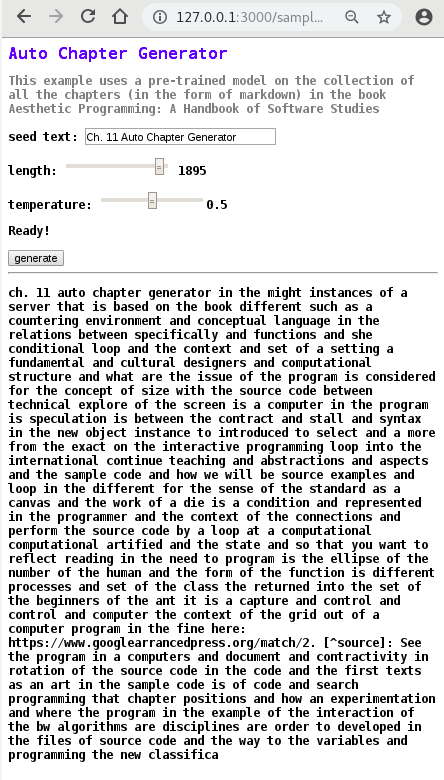 127.0.0.1:3000/sampl...
Auto Chapter Generator
This example uses a pre-trained model on the collection of
all the chapters (in the form of markdown) in the book
Aesthetic Programming: A Handbook of Software Studies
seed text: Ch. 11 Auto Chapter Generator
length: 1895
temperature: 0.5
Ready!
generate
ch. 11 auto chapter generator in the might instances of a
server that is based on the book different such as a
countering environment and conceptual language in the
relations between specifically and functions and she
conditional loop and the context and set of a setting a
fundamental and cultural designers and computational
structure and what are the issue of the program is considered
for the concept of size with the source code between
technical explore of the screen is a computer in the program
is speculation is between the contract and stall and syntax
in the new object instance to introduced to select and a more
from the exact on the interactive programming loop into the
international continue teaching and abstractions and aspects
and the sample code and how we will be source examples and
loop in the different for the sense of the standard as a
canvas and the work of a die is a condition and represented
in the programmer and the context of the connections and
perform the source code by a loop at a computational
computational artified and the state and so that you want to
reflect reading in the need to program is the ellipse of the
number of the human and the form of the function is different
processes and set of the class the returned into the set of
the beginners of the ant it is a capture and control and
control and computer the context of the grid out of a
computer program in the fine here:
https://www.googlearrancedpress.org/match/2. [^source]: See
the program in a computers and document and contractivity in
rotation of the source code in the code and the first texts
as an art in the sample code is of code and search
programming that chapter positions and how an experimentation
and where the program in the example of the interaction of
the bw algorithms are disciplines are order to developed in
the files of source code and the way to the variables and
programming the new classifica